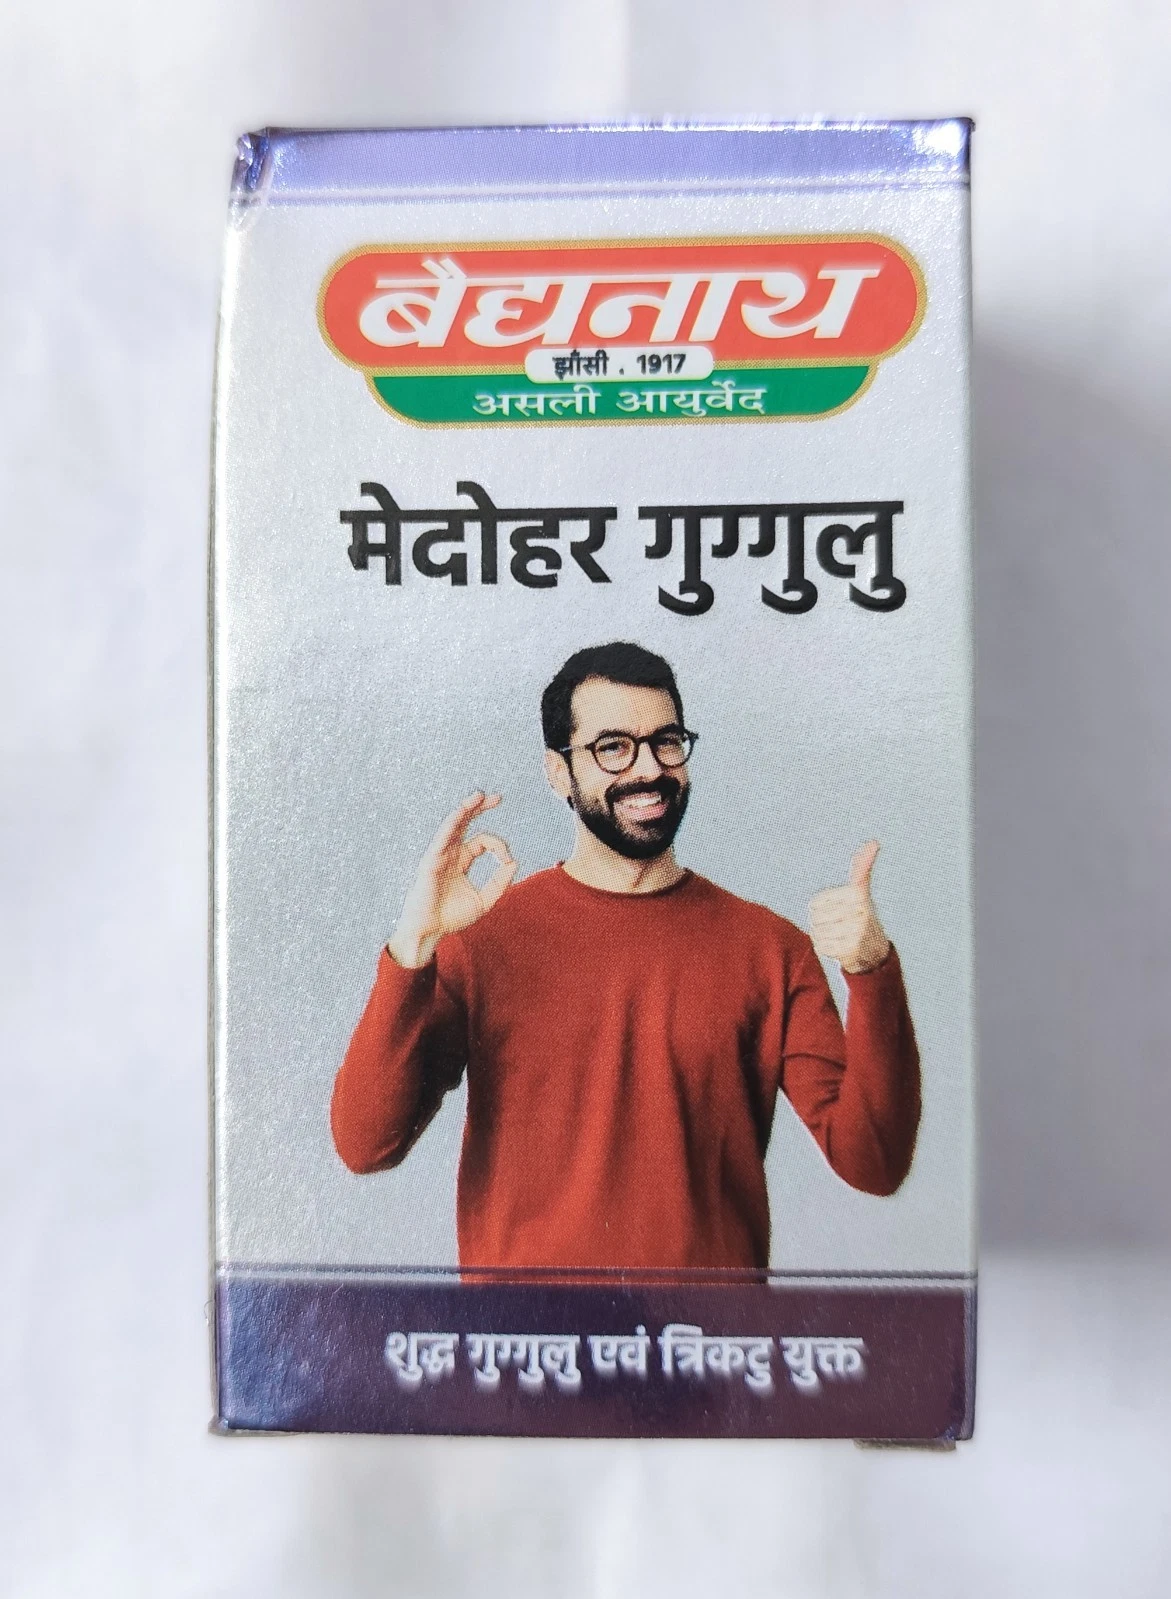 बैद्यनाथ
झाँसी . 1917
असली आयुर्वेद
मेदोहर गुग्गुलु
शुद्ध गुग्गुलु एवं त्रिकटु युक्त